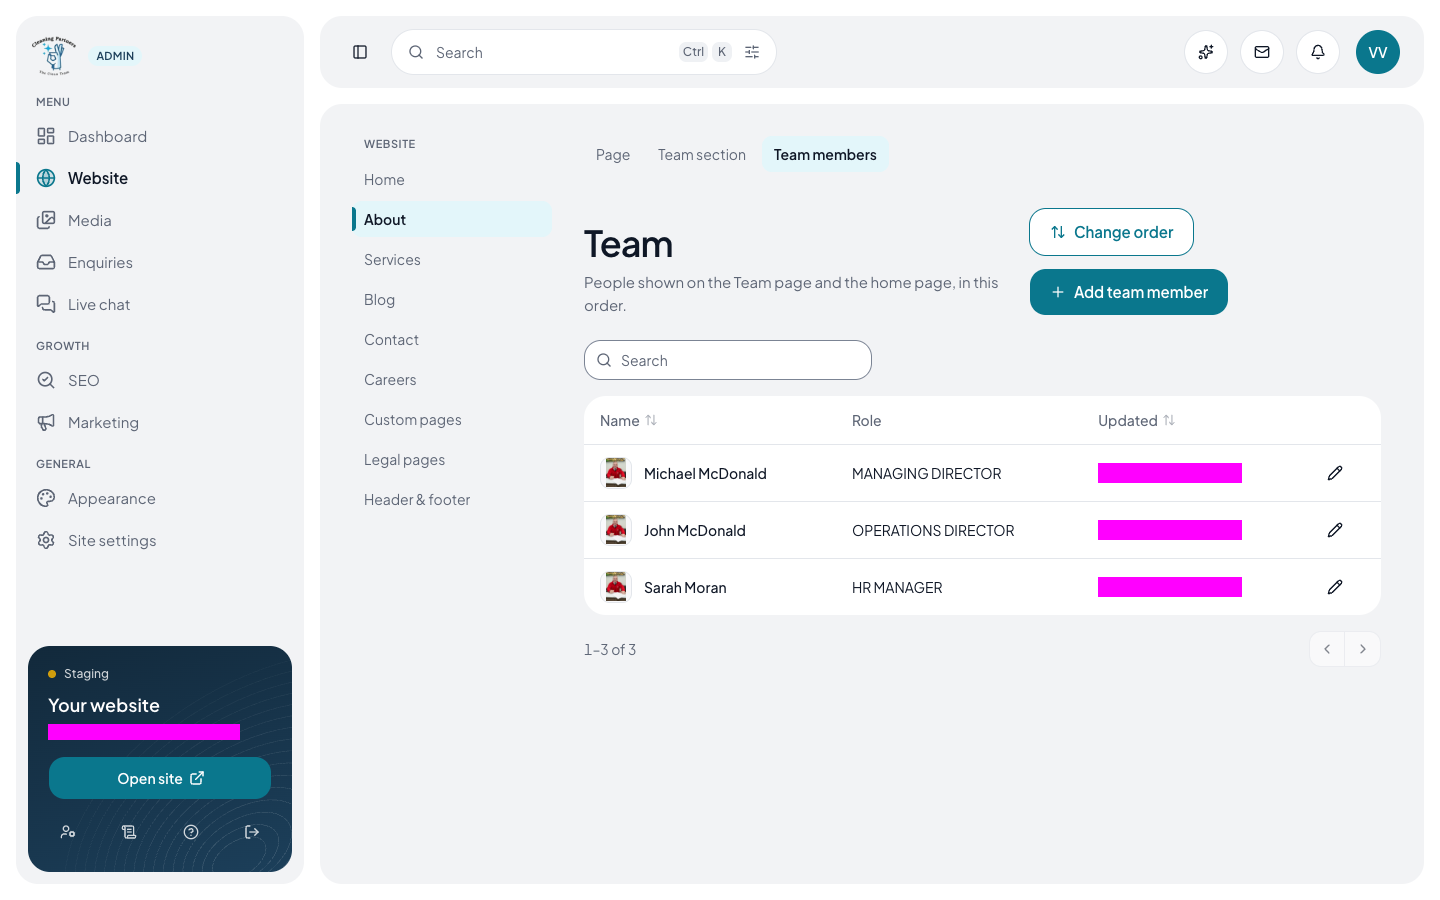 Cleaning Partners
ADMIN
MENU
Dashboard
Website
Media
Enquiries
Live chat
GROWTH
SEO
Marketing
GENERAL
Appearance
Site settings
Staging
Your website
Open site
Search
Ctrl K
VV
WEBSITE
Home
About
Services
Blog
Contact
Careers
Custom pages
Legal pages
Header & footer
Page Team section Team members
Team
People shown on the Team page and the home page, in this
order.
Change order
Add team member
Search
Name Role Updated
Michael McDonald MANAGING DIRECTOR
John McDonald OPERATIONS DIRECTOR
Sarah Moran HR MANAGER
1–3 of 3